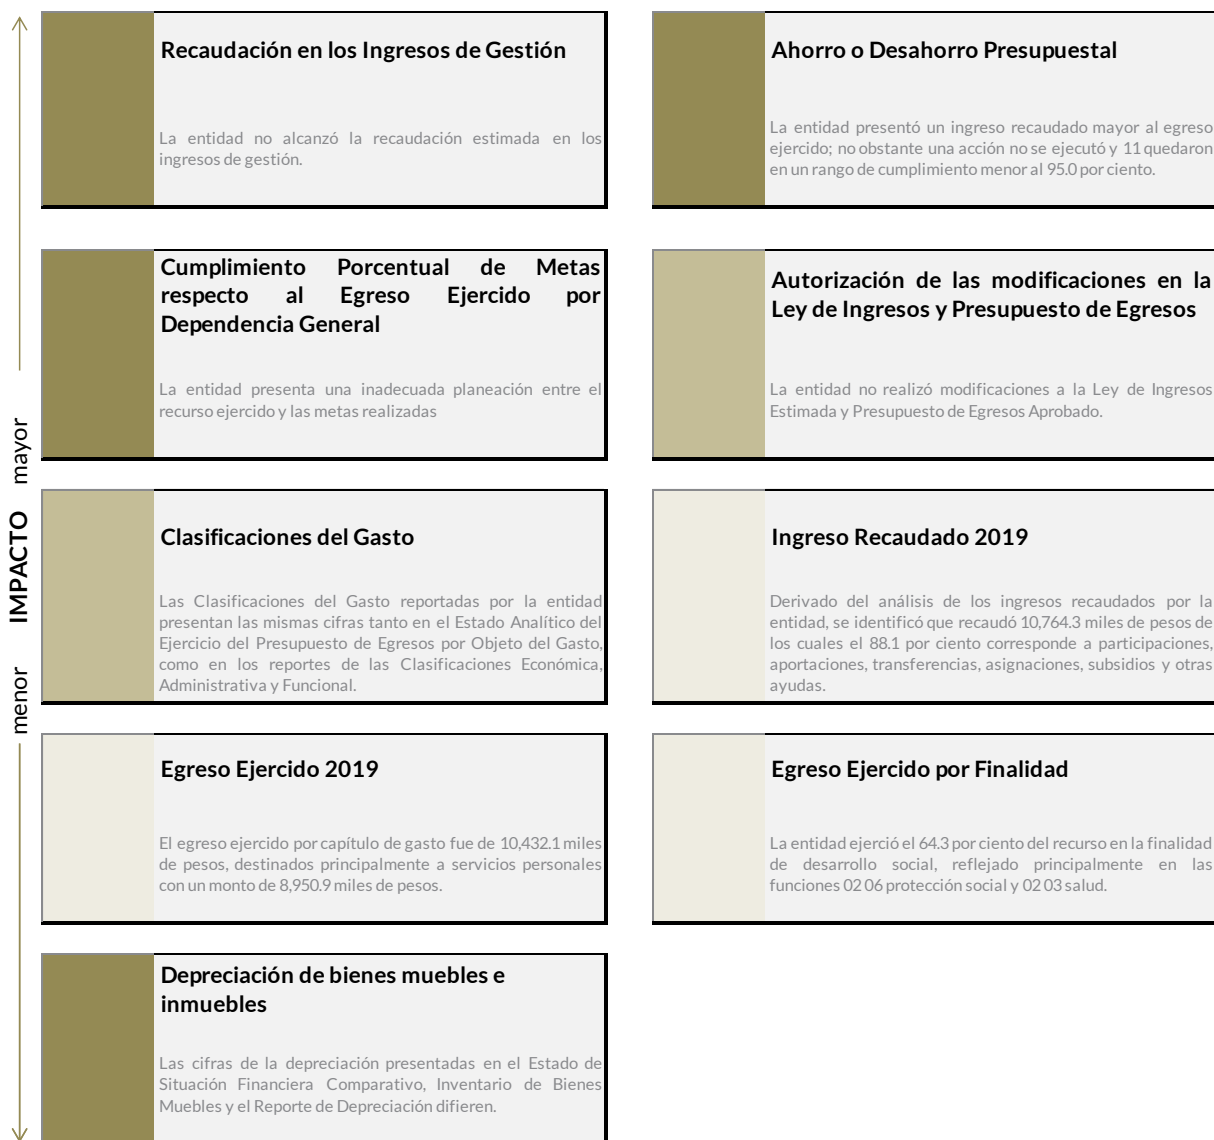 Recaudación en los Ingresos de Gestión
La entidad no alcanzó la recaudación estimada en los
ingresos de gestión.
Ahorro o Desahorro Presupuestal
La entidad presentó un ingreso recaudado mayor al egreso
ejercido; no obstante una acción no se ejecutó y 11 quedaron
en un rango de cumplimiento menor al 95.0 por ciento.
Cumplimiento Porcentual de Metas
respecto al Egreso Ejercido por
Dependencia General
La entidad presenta una inadecuada planeación entre el
recurso ejercido y las metas realizadas
Autorización de las modificaciones en la
Ley de Ingresos y Presupuesto de Egresos
La entidad no realizó modificaciones a la Ley de Ingresos
Estimada y Presupuesto de Egresos Aprobado.
menor IMPACTO mayor
Clasificaciones del Gasto
Las Clasificaciones del Gasto reportadas por la entidad
presentan las mismas cifras tanto en el Estado Analítico del
Ejercicio del Presupuesto de Egresos por Objeto del Gasto,
como en los reportes de las Clasificaciones Económica,
Administrativa y Funcional.
Ingreso Recaudado 2019
Derivado del análisis de los ingresos recaudados por la
entidad, se identificó que recaudó 10,764.3 miles de pesos de
los cuales el 88.1 por ciento corresponde a participaciones,
aportaciones, transferencias, asignaciones, subsidios y otras
ayudas.
Egreso Ejercido 2019
El egreso ejercido por capítulo de gasto fue de 10,432.1 miles
de pesos, destinados principalmente a servicios personales
con un monto de 8,950.9 miles de pesos.
Egreso Ejercido por Finalidad
La entidad ejerció el 64.3 por ciento del recurso en la finalidad
de desarrollo social, reflejado principalmente en las
funciones 02 06 protección social y 02 03 salud.
Depreciación de bienes muebles e
inmuebles
Las cifras de la depreciación presentadas en el Estado de
Situación Financiera Comparativo, Inventario de Bienes
Muebles y el Reporte de Depreciación difieren.